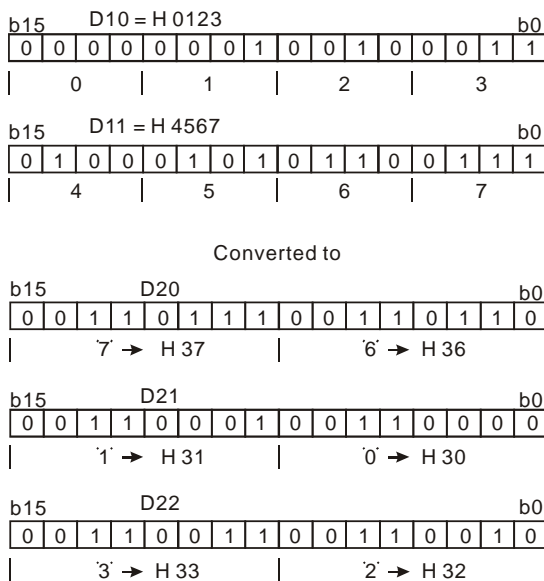 b15 D10 = H 0123 b0
0 0 0 0 0 0 0 1 0 0 1 0 0 0 1 1
0 1 2 3
b15 D11 = H 4567 b0
0 1 0 0 0 1 0 1 0 1 1 0 0 1 1 1
4 5 6 7
Converted to
b15 D20 b0
0 0 1 1 0 1 1 1 0 0 1 1 0 1 1 0
'7' → H 37 '6' → H 36
b15 D21 b0
0 0 1 1 0 0 0 1 0 0 1 1 0 0 0 0
'1' → H 31 '0' → H 30
b15 D22 b0
0 0 1 1 0 0 1 1 0 0 1 1 0 0 1 0
'3' → H 33 '2' → H 32